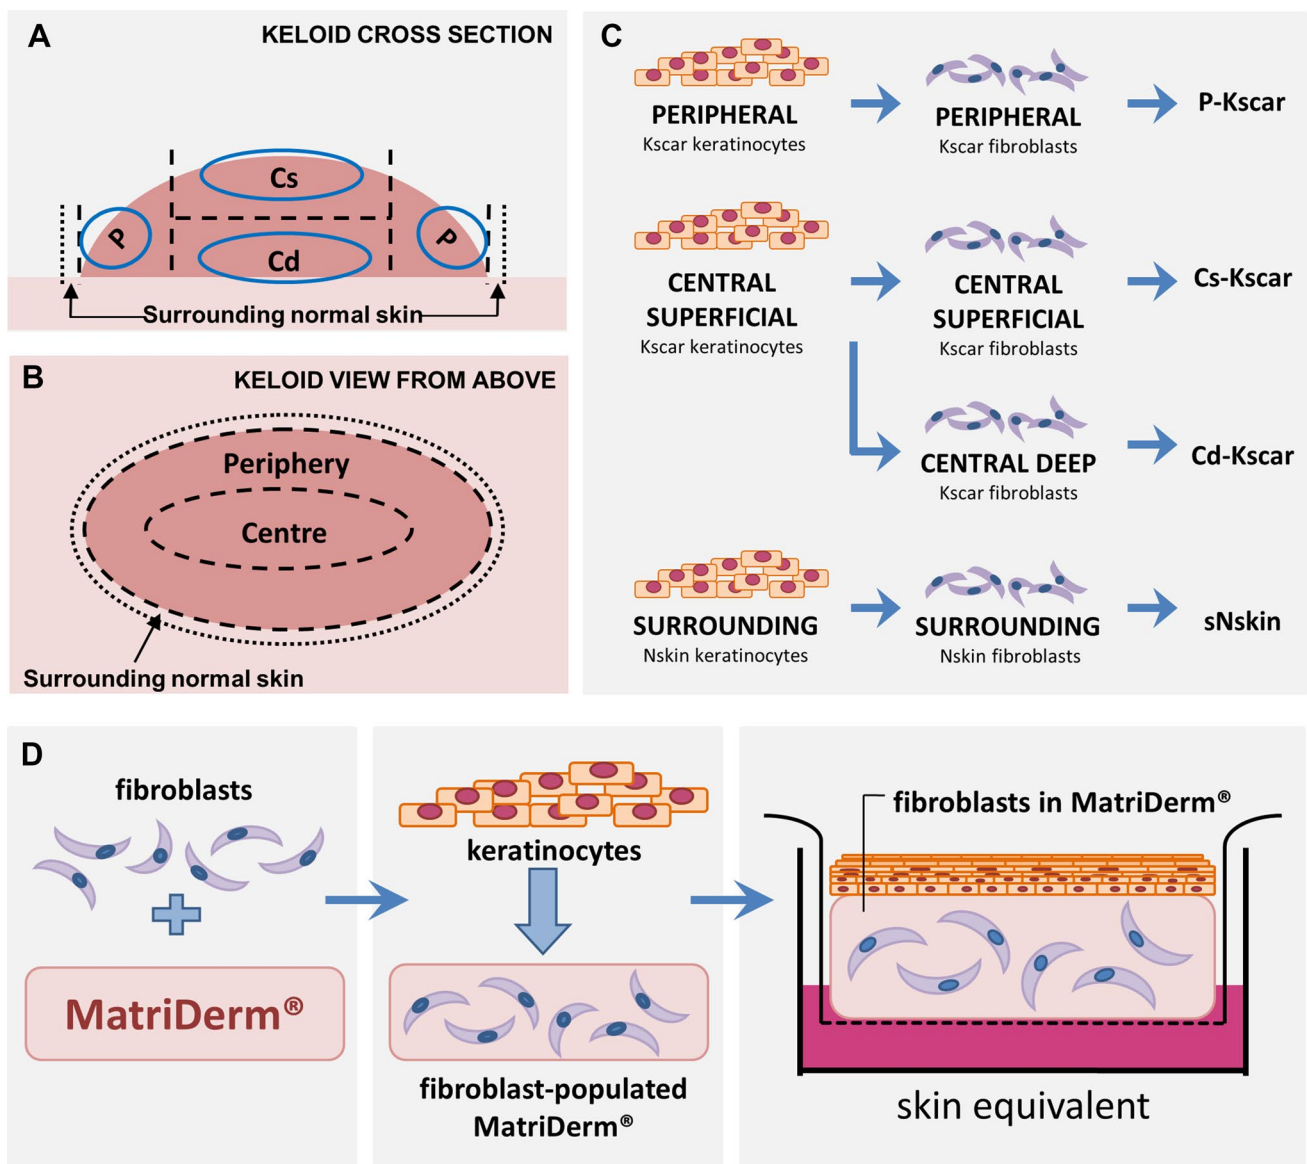 A
KELOID CROSS SECTION
Cs
P
P
Cd
Surrounding normal skin
B
KELOID VIEW FROM ABOVE
Periphery
Centre
Surrounding normal skin
C
PERIPHERAL
Kscar keratinocytes
PERIPHERAL
Kscar fibroblasts
P-Kscar
CENTRAL
SUPERFICIAL
Kscar keratinocytes
CENTRAL
SUPERFICIAL
Kscar fibroblasts
Cs-Kscar
CENTRAL DEEP
Kscar fibroblasts
Cd-Kscar
SURROUNDING
Nskin keratinocytes
SURROUNDING
Nskin fibroblasts
sNskin
D
fibroblasts
MatriDerm®
keratinocytes
fibroblast-populated
MatriDerm®
fibroblasts in MatriDerm®
skin equivalent